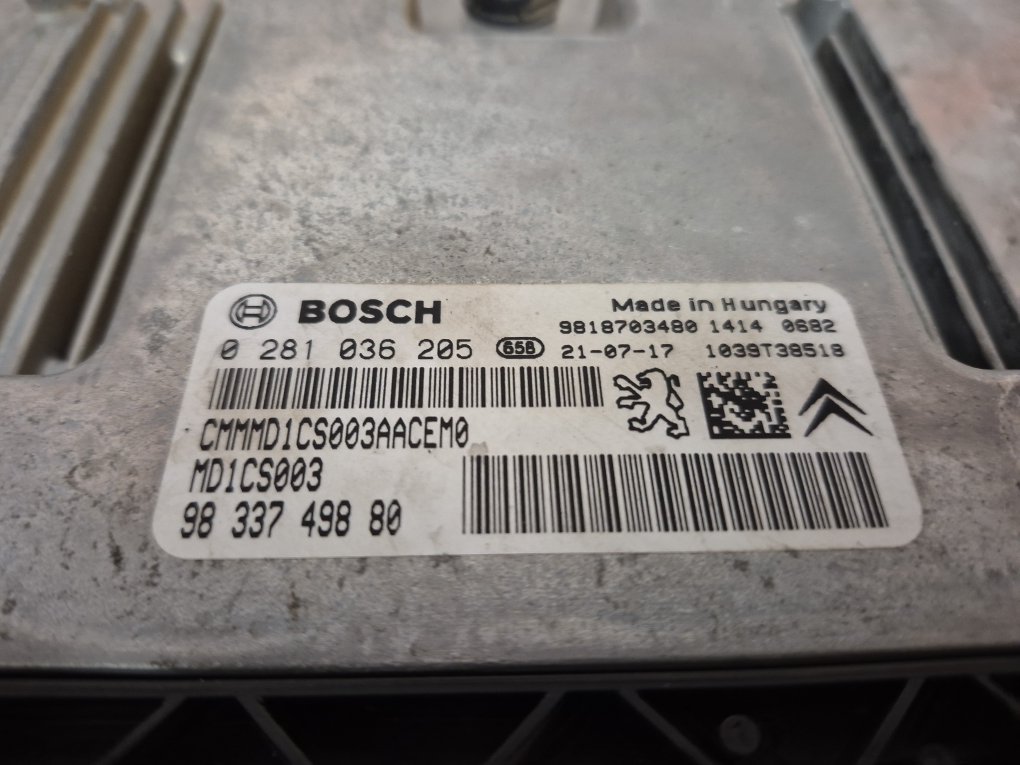 BOSCH
Made in Hungary
9818703480 1414 0682
0 281 036 205 65B 21-07-17 1039T38518
CMMMD1CS003AACEM0
MD1CS003
98 337 498 80